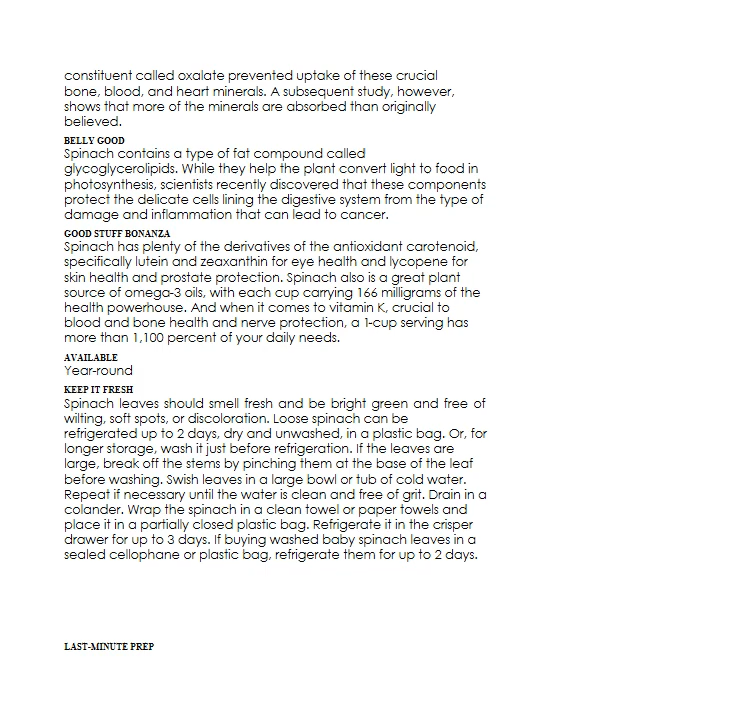 constituent called oxalate prevented uptake of these crucial
bone, blood, and heart minerals. A subsequent study, however,
shows that more of the minerals are absorbed than originally
believed.
BELLY GOOD
Spinach contains a type of fat compound called
glycoglycerolipids. While they help the plant convert light to food in
photosynthesis, scientists recently discovered that these components
protect the delicate cells lining the digestive system from the type of
damage and inflammation that can lead to cancer.
GOOD STUFF BONANZA
Spinach has plenty of the derivatives of the antioxidant carotenoid,
specifically lutein and zeaxanthin for eye health and lycopene for
skin health and prostate protection. Spinach also is a great plant
source of omega-3 oils, with each cup carrying 166 milligrams of the
health powerhouse. And when it comes to vitamin K, crucial to
blood and bone health and nerve protection, a 1-cup serving has
more than 1,100 percent of your daily needs.
AVAILABLE
Year-round
KEEP IT FRESH
Spinach leaves should smell fresh and be bright green and free of
wilting, soft spots, or discoloration. Loose spinach can be
refrigerated up to 2 days, dry and unwashed, in a plastic bag. Or, for
longer storage, wash it just before refrigeration. If the leaves are
large, break off the stems by pinching them at the base of the leaf
before washing. Swish leaves in a large bowl or tub of cold water.
Repeat if necessary until the water is clean and free of grit. Drain in a
colander. Wrap the spinach in a clean towel or paper towels and
place it in a partially closed plastic bag. Refrigerate it in the crisper
drawer for up to 3 days. If buying washed baby spinach leaves in a
sealed cellophane or plastic bag, refrigerate them for up to 2 days.
LAST-MINUTE PREP